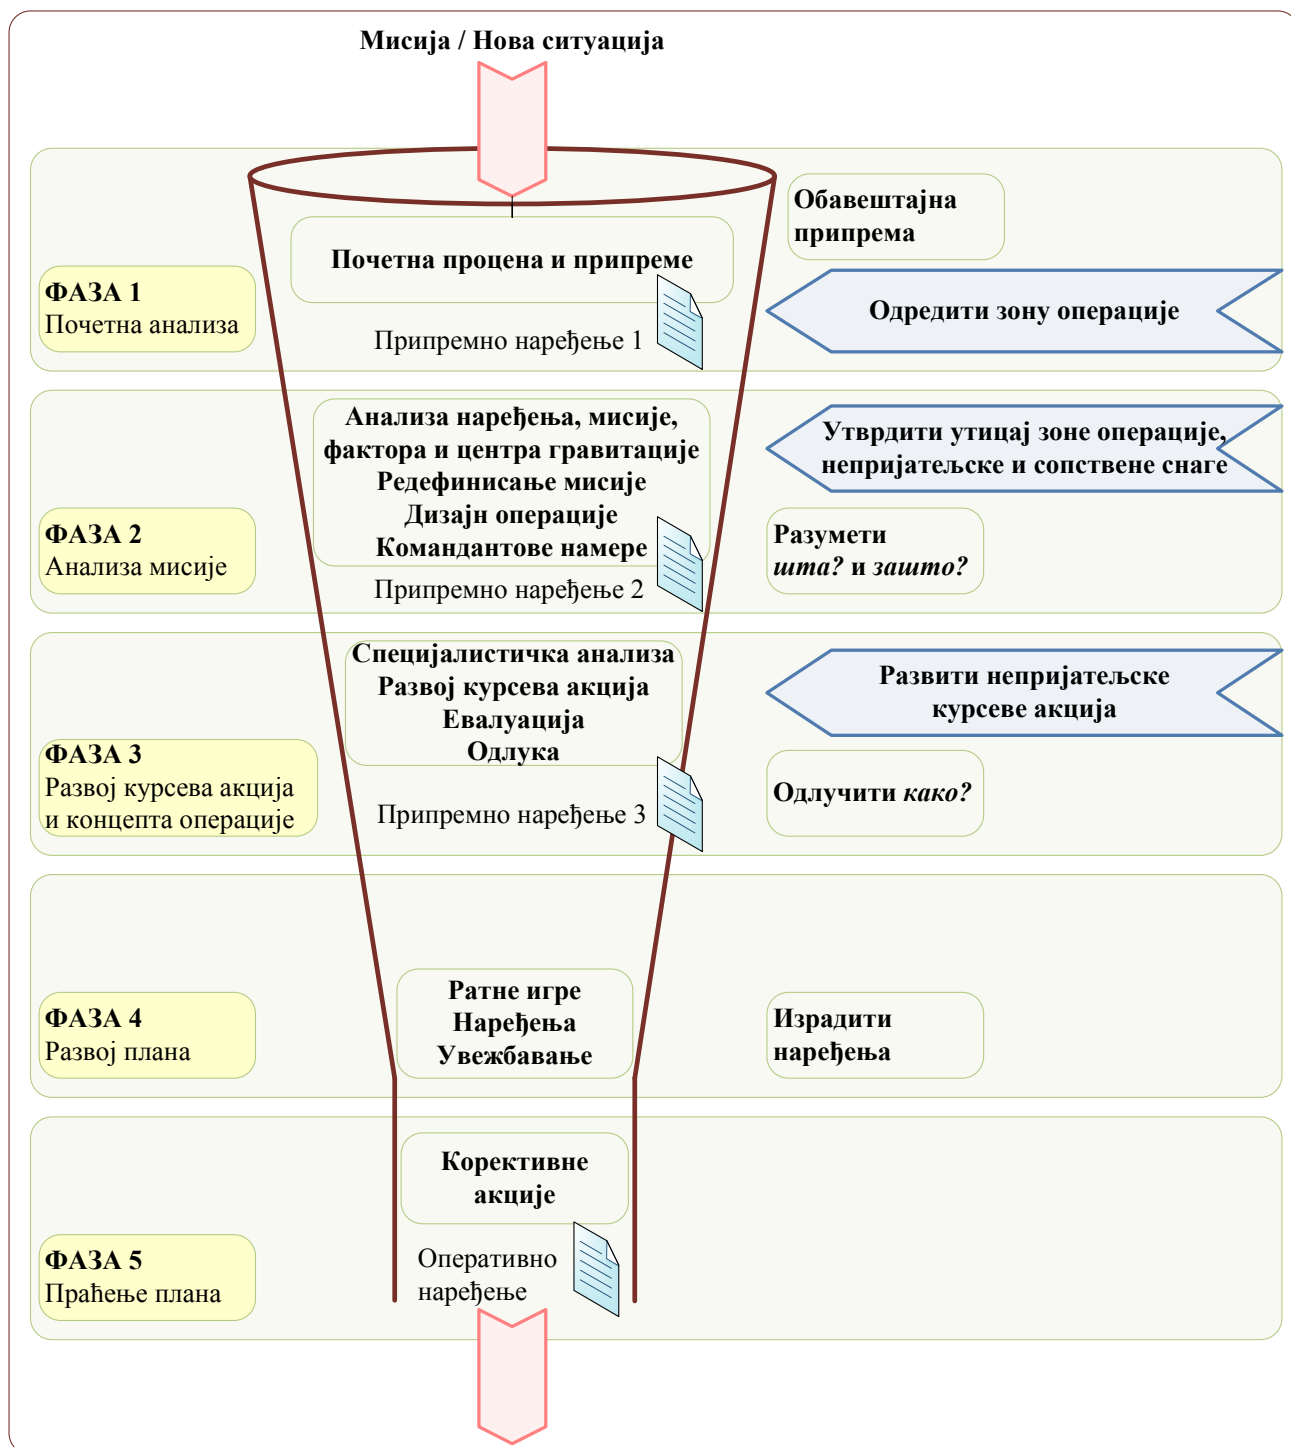 Мисија / Нова ситуација
Обавештајна
припрема
Почетна процена и припреме
ФАЗА 1
Почетна анализа
Одредити зону операције
Припремно наређење 1
Анализа наређења, мисије,
фактора и центра гравитације
Редефинисање мисије
Дизајн операције
Командантове намере
Утврдити утицај зоне операције,
непријатељске и сопствене снаге
ФАЗА 2
Анализа мисије
Разумети
шта? и зашто?
Припремно наређење 2
Специјалистичка анализа
Развој курсева акција
Евалуација
Одлука
Развити непријатељске
курсеве акција
ФАЗА 3
Развој курсева акција
и концепта операције
Одлучити како?
Припремно наређење 3
Ратне игре
Наређења
Увежбавање
ФАЗА 4
Развој плана
Израдити
наређења
Корективне
акције
ФАЗА 5
Праћење плана
Оперативно
наређење